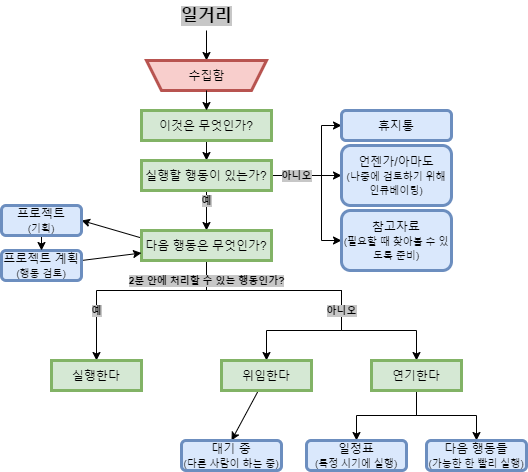 일거리
수집함
이것은 무엇인가?
휴지통
실행할 행동이 있는가?
아니오
언젠가/아마도
(나중에 검토하기 위해
인큐베이팅)
예
프로젝트
(기획)
다음 행동은 무엇인가?
참고자료
(필요할 때 찾아볼 수 있
도록 준비)
프로젝트 계획
(행동 검토)
2분 안에 처리할 수 있는 행동인가?
예
아니오
실행한다
위임한다
연기한다
대기 중
(다른 사람이 하는 중)
일정표
(특정 시기에 실행)
다음 행동들
(가능한 한 빨리 실행)